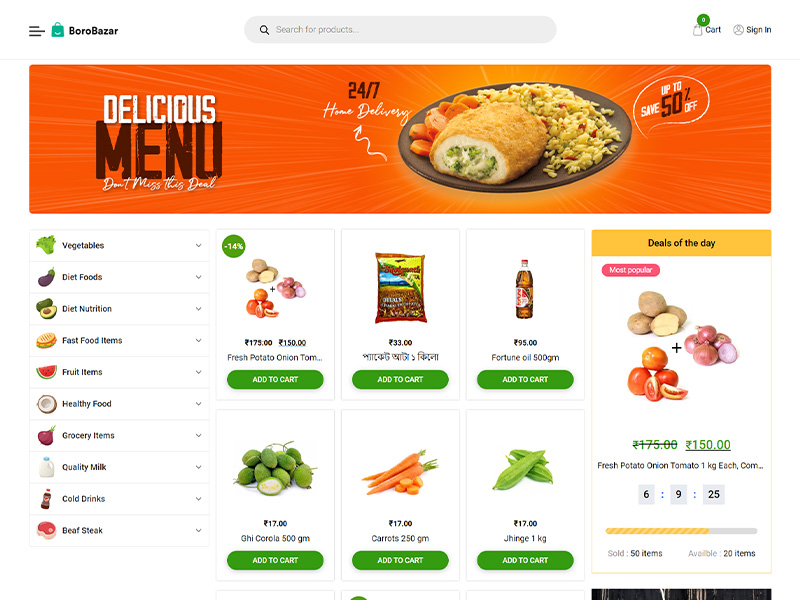 BoroBazar
Search for products...
0
Cart
Sign In
DELICIOUS
MENU
Don't Miss this Deal
24/7
Home Delivery
UP TO
SAVE 50% OFF
Vegetables
Diet Foods
Diet Nutrition
Fast Food Items
Fruit Items
Healthy Food
Grocery Items
Quality Milk
Cold Drinks
Beaf Steak
-14%
₹175.00 ₹150.00
Fresh Potato Onion Tom...
ADD TO CART
₹33.00
প্যাকেট আটা ১ কিলো
ADD TO CART
₹95.00
Fortune oil 500gm
ADD TO CART
₹17.00
Ghi Corola 500 gm
ADD TO CART
₹17.00
Carrots 250 gm
ADD TO CART
₹17.00
Jhinge 1 kg
ADD TO CART
Deals of the day
Most popular
+
₹175.00 ₹150.00
Fresh Potato Onion Tomato 1 kg Each, Com...
6 : 9 : 25
Sold : 50 items
Availble : 20 items